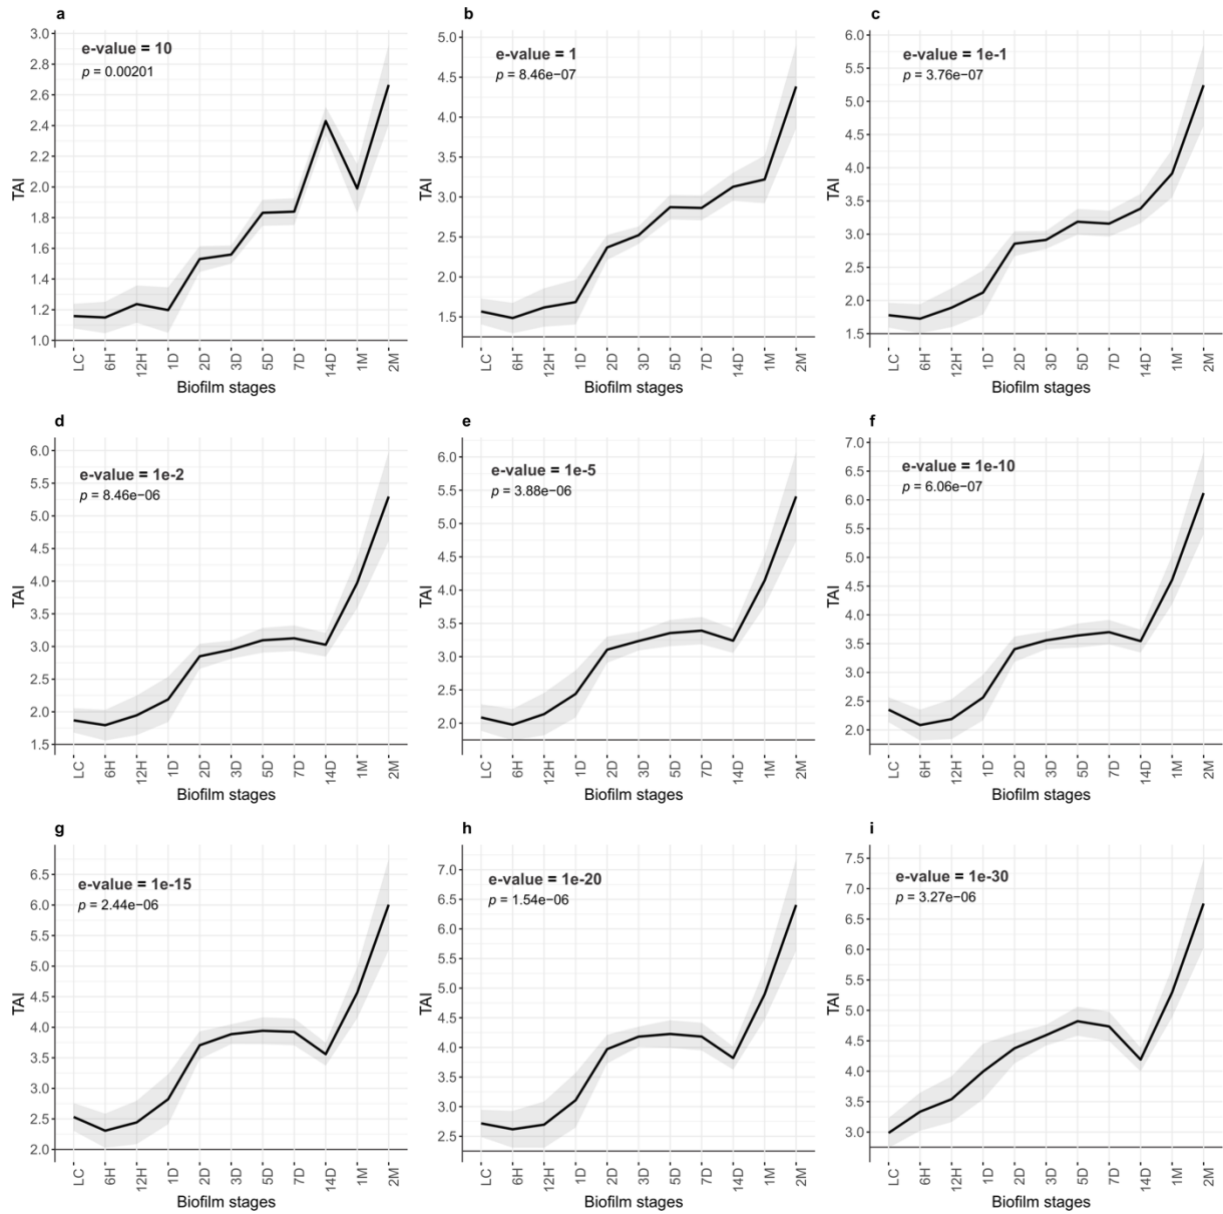 a
e-value = 10
p = 0.00201
TAI
3.0
2.8
2.6
2.4
2.2
2.0
1.8
1.6
1.4
1.2
1.0
LC 6H 12H 1D 2D 3D 5D 7D 14D 1M 2M
Biofilm stages
b
e-value = 1
p = 8.46e−07
TAI
5.0
4.5
4.0
3.5
3.0
2.5
2.0
1.5
LC 6H 12H 1D 2D 3D 5D 7D 14D 1M 2M
Biofilm stages
c
e-value = 1e-1
p = 3.76e−07
TAI
6.0
5.5
5.0
4.5
4.0
3.5
3.0
2.5
2.0
1.5
LC 6H 12H 1D 2D 3D 5D 7D 14D 1M 2M
Biofilm stages
d
e-value = 1e-2
p = 8.46e−06
TAI
6.0
5.5
5.0
4.5
4.0
3.5
3.0
2.5
2.0
1.5
LC 6H 12H 1D 2D 3D 5D 7D 14D 1M 2M
Biofilm stages
e
e-value = 1e-5
p = 3.88e−06
TAI
6.0
5.5
5.0
4.5
4.0
3.5
3.0
2.5
2.0
LC 6H 12H 1D 2D 3D 5D 7D 14D 1M 2M
Biofilm stages
f
e-value = 1e-10
p = 6.06e−07
TAI
7.0
6.5
6.0
5.5
5.0
4.5
4.0
3.5
3.0
2.5
2.0
LC 6H 12H 1D 2D 3D 5D 7D 14D 1M 2M
Biofilm stages
g
e-value = 1e-15
p = 2.44e−06
TAI
6.5
6.0
5.5
5.0
4.5
4.0
3.5
3.0
2.5
2.0
LC 6H 12H 1D 2D 3D 5D 7D 14D 1M 2M
Biofilm stages
h
e-value = 1e-20
p = 1.54e−06
TAI
7.0
6.5
6.0
5.5
5.0
4.5
4.0
3.5
3.0
2.5
LC 6H 12H 1D 2D 3D 5D 7D 14D 1M 2M
Biofilm stages
i
e-value = 1e-30
p = 3.27e−06
TAI
7.5
7.0
6.5
6.0
5.5
5.0
4.5
4.0
3.5
3.0
LC 6H 12H 1D 2D 3D 5D 7D 14D 1M 2M
Biofilm stages